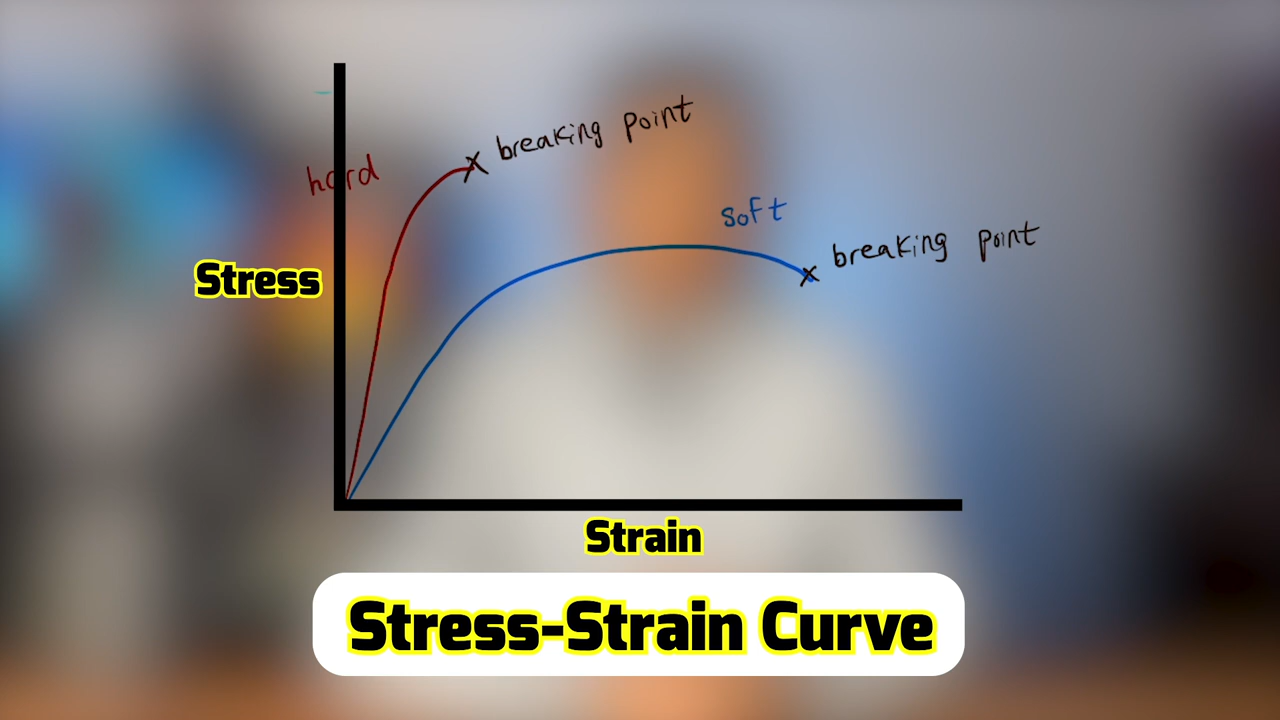 breaking point
hard
soft
breaking point
Stress
Strain
Stress-Strain Curve